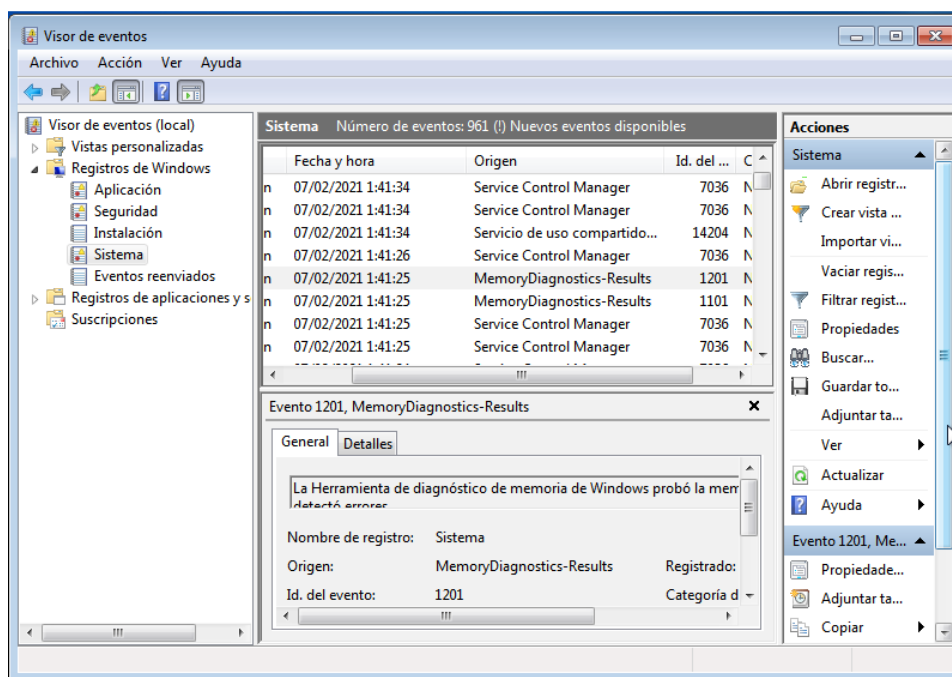 Visor de eventos
Archivo Acción Ver Ayuda
Visor de eventos (local)
Vistas personalizadas
Registros de Windows
Aplicación
Seguridad
Instalación
Sistema
Eventos reenviados
Registros de aplicaciones y s
Suscripciones
Sistema Número de eventos: 961 (!) Nuevos eventos disponibles
Fecha y hora Origen Id. del ... C
n 07/02/2021 1:41:34 Service Control Manager 7036 N
n 07/02/2021 1:41:34 Service Control Manager 7036 N
n 07/02/2021 1:41:34 Servicio de uso compartido... 14204 N
n 07/02/2021 1:41:26 Service Control Manager 7036 N
n 07/02/2021 1:41:25 MemoryDiagnostics-Results 1201 N
n 07/02/2021 1:41:25 MemoryDiagnostics-Results 1101 N
n 07/02/2021 1:41:25 Service Control Manager 7036 N
n 07/02/2021 1:41:25 Service Control Manager 7036 N
Evento 1201, MemoryDiagnostics-Results
General Detalles
La Herramienta de diagnóstico de memoria de Windows probó la mem
detectó errores
Nombre de registro: Sistema
Origen: MemoryDiagnostics-Results Registrado:
Id. del evento: 1201 Categoría d
Acciones
Sistema
Abrir registr...
Crear vista ...
Importar vi...
Vaciar regis...
Filtrar regist...
Propiedades
Buscar...
Guardar to...
Adjuntar ta...
Ver
Actualizar
Ayuda
Evento 1201, Me...
Propiedade...
Adjuntar ta...
Copiar